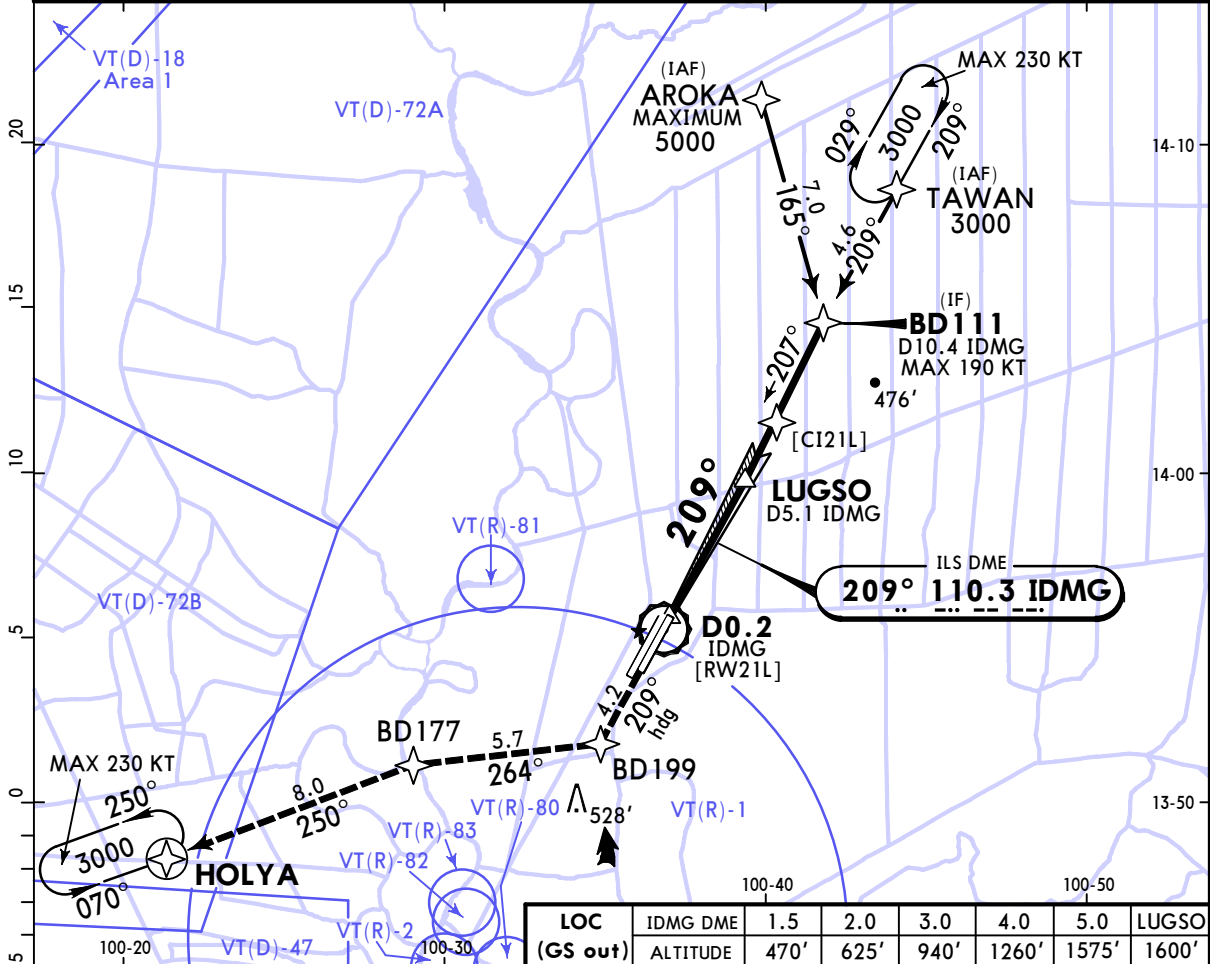 VT(D)-18
Area 1
VT(D)-72A
(IAF)
AROKA
MAXIMUM
5000
MAX 230 KT
029°
3000
209°
(IAF)
TAWAN
3000
20
14-10
7.0
165°
4.6
209°
15
(IF)
BD111
D10.4 IDMG
MAX 190 KT
207°
476'
[CI21L]
10
14-00
209°
LUGSO
D5.1 IDMG
VT(R)-81
ILS DME
209° 110.3 IDMG
VT(D)-72B
5
D0.2
IDMG
[RW21L]
4.2
209°
hdg
BD177
5.7
264°
BD199
MAX 230 KT
250°
8.0
250°
3000
070°
HOLYA
0
13-50
VT(R)-80
528'
VT(R)-1
VT(R)-83
VT(R)-82
VT(R)-2
VT(D)-47
100-40
100-50
5
100-20
100-30
LOC IDMG DME 1.5 2.0 3.0 4.0 5.0 LUGSO
(GS out) ALTITUDE 470' 625' 940' 1260' 1575' 1600'